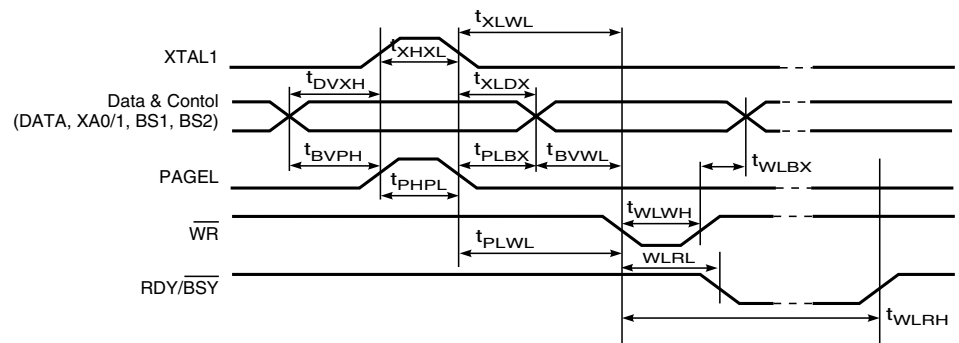 tXLWL
XTAL1
tXHXL
tDVXH
tXLDX
Data & Contol
(DATA, XA0/1, BS1, BS2)
tBVPH
tPLBX
tBVWL
tWLBX
PAGEL
tPHPL
tWLWH
WR
tPLWL
WLRL
RDY/BSY
tWLRH